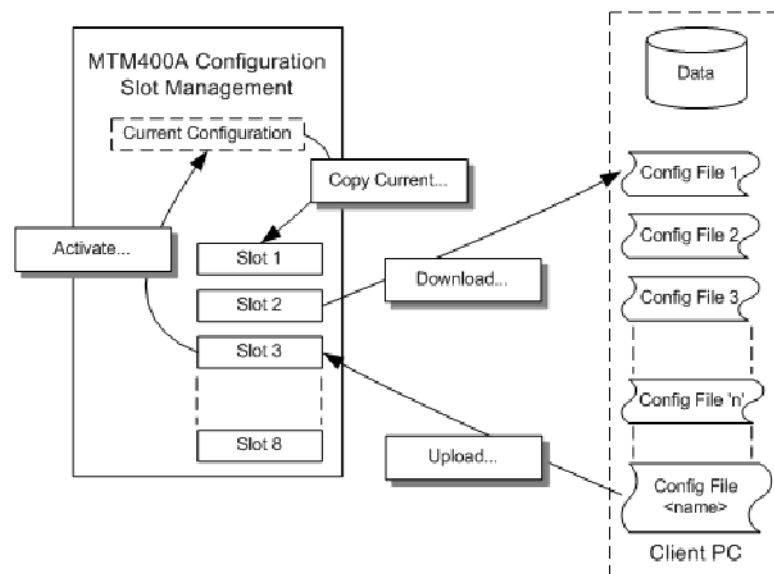 MTM400A Configuration
Slot Management
Current Configuration
Copy Current...
Activate...
Slot 1
Slot 2
Slot 3
Slot 8
Download...
Upload...
Data
Config File 1
Config File 2
Config File 3
Config File 'n'
Config File
<name>
Client PC